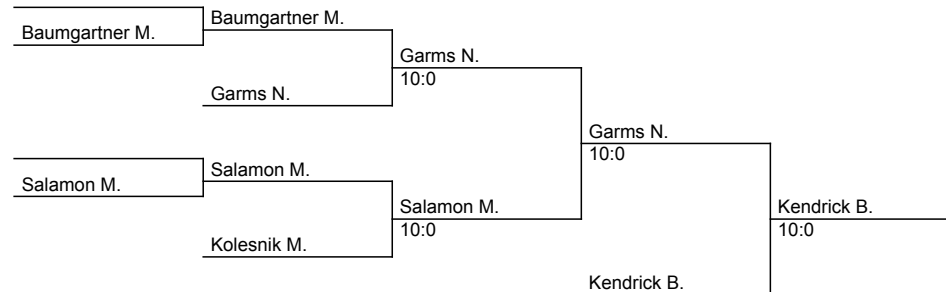 Baumgartner M.
Baumgartner M.
Garms N.
10:0
Garms N.
Garms N.
10:0
Salamon M.
Salamon M.
Salamon M.
10:0
Kendrick B.
10:0
Kolesnik M.
Kendrick B.